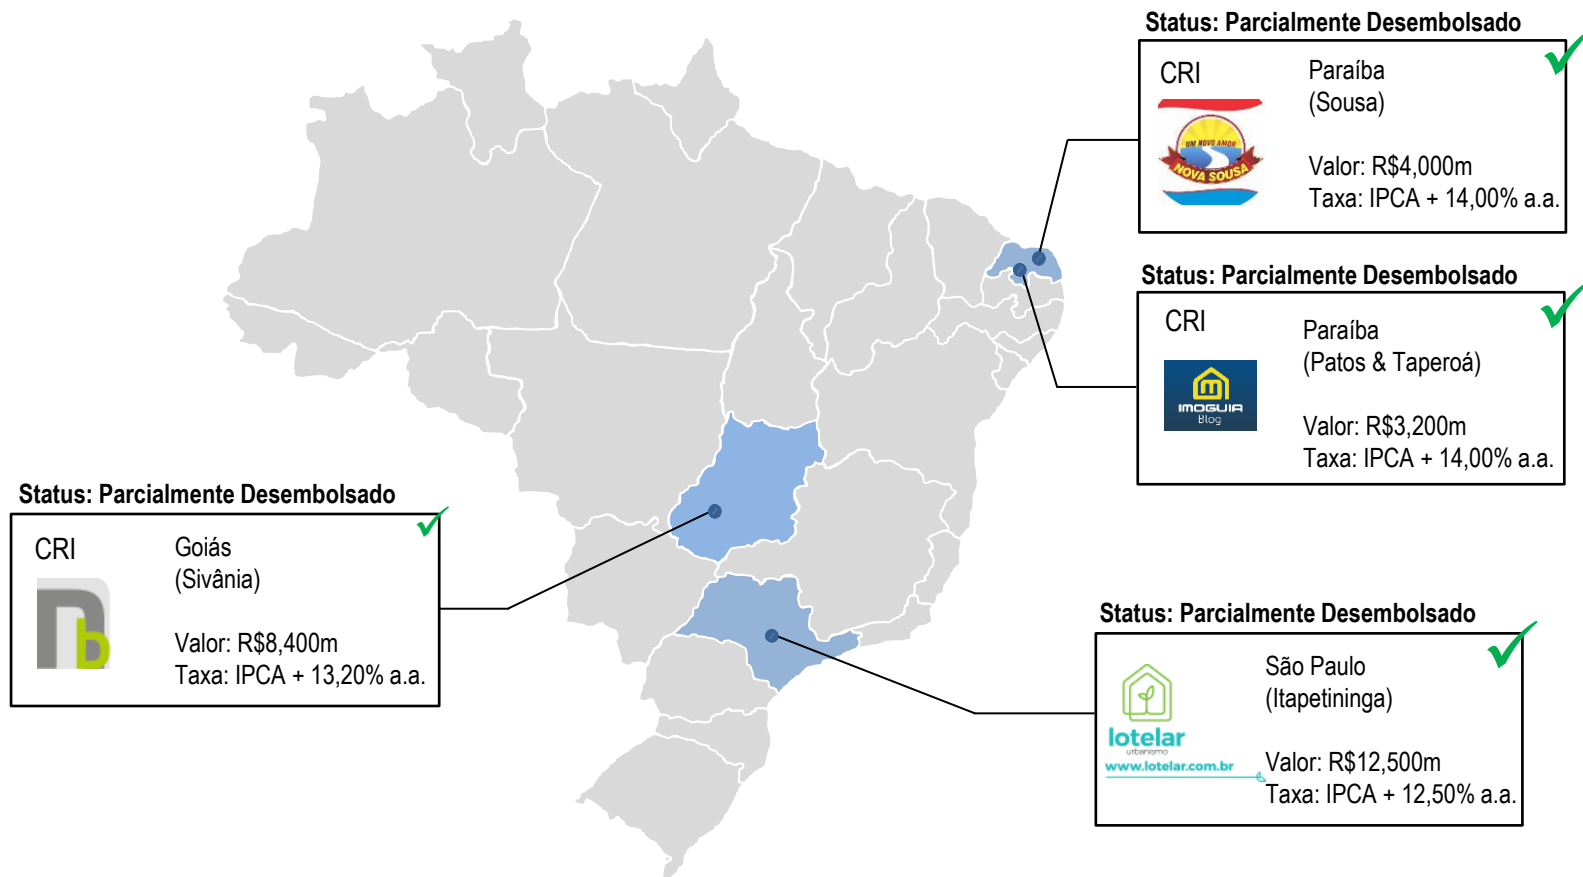 Status: Parcialmente Desembolsado
CRI
Paraíba
(Sousa)
UM NOVO AMOR
NOVA SOUSA
Valor: R$4,000m
Taxa: IPCA + 14,00% a.a.
Status: Parcialmente Desembolsado
CRI
Paraíba
(Patos & Taperoá)
IMOGUIA
Blog
Valor: R$3,200m
Taxa: IPCA + 14,00% a.a.
Status: Parcialmente Desembolsado
CRI
Goiás
(Sivânia)
nb
Valor: R$8,400m
Taxa: IPCA + 13,20% a.a.
Status: Parcialmente Desembolsado
São Paulo
(Itapetininga)
lotelar
urbanismo
www.lotelar.com.br
Valor: R$12,500m
Taxa: IPCA + 12,50% a.a.